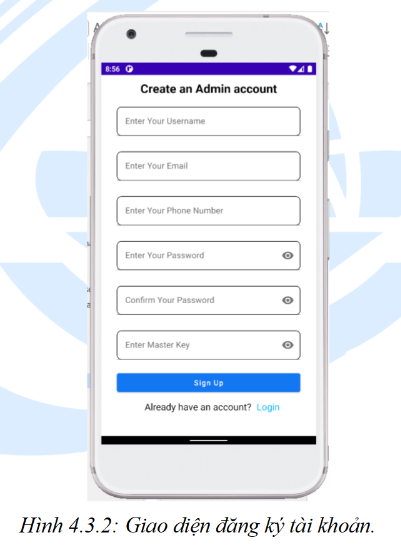 8:56
Create an Admin account
Enter Your Username
Enter Your Email
Enter Your Phone Number
Enter Your Password
Confirm Your Password
Enter Master Key
Sign Up
Already have an account? Login
Hình 4.3.2: Giao diện đăng ký tài khoản.